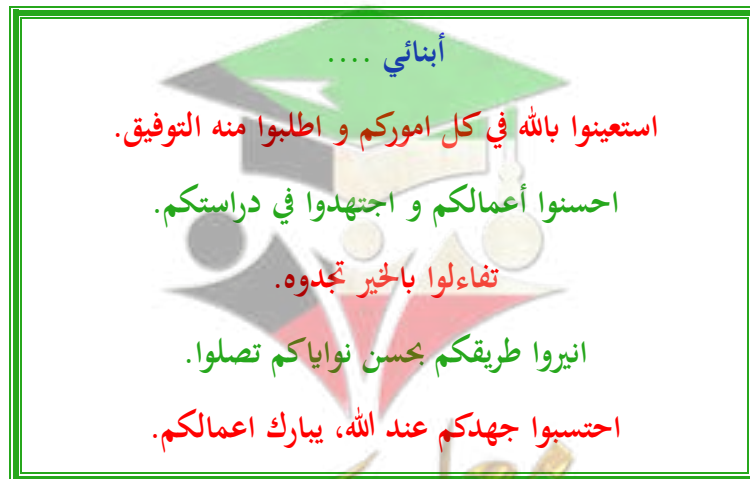 أبنائي ....
استعينوا بالله في كل اموركم و اطلبوا منه التوفيق.
احسنوا أعمالكم و اجتهدوا في دراستكم.
تفاءلوا بالخير تجدوه.
انيروا طريقكم بحسن نواياكم تصلوا.
احتسبوا جهدكم عند الله، يبارك اعمالكم.